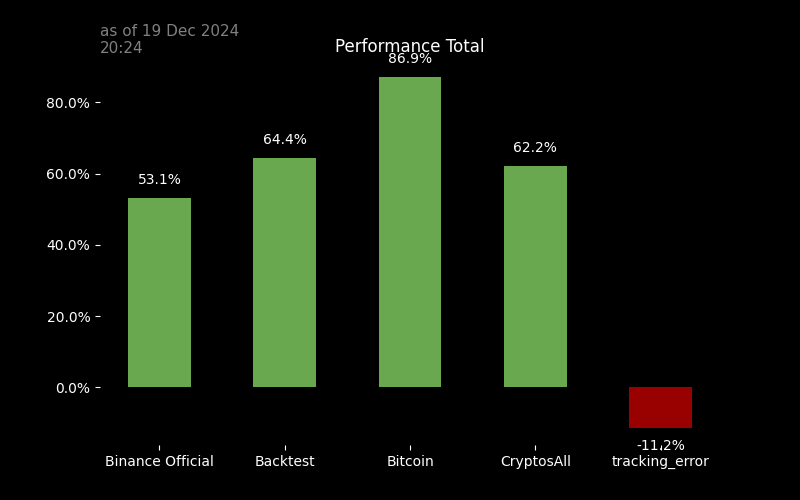 as of 19 Dec 2024
20:24
Performance Total
86.9%
80.0%
64.4%
62.2%
60.0%
53.1%
40.0%
20.0%
0.0%
-11.2%
Binance Official
Backtest
Bitcoin
CryptosAll
tracking_error